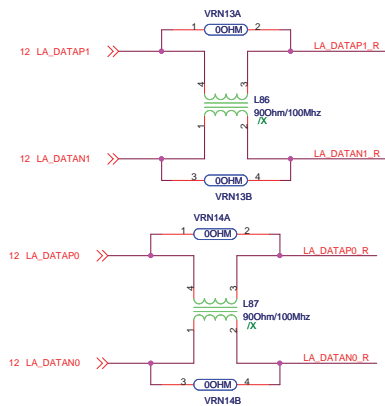 VRN13A
1 0OHM 2
12 LA_DATAP1 LA_DATAP1_R
4 3
L86
90Ohm/100Mhz
/X
1 2
12 LA_DATAN1 LA_DATAN1_R
3 0OHM 4
VRN13B
VRN14A
1 0OHM 2
12 LA_DATAP0 LA_DATAP0_R
4 3
L87
90Ohm/100Mhz
/X
1 2
12 LA_DATAN0 LA_DATAN0_R
3 0OHM 4
VRN14B